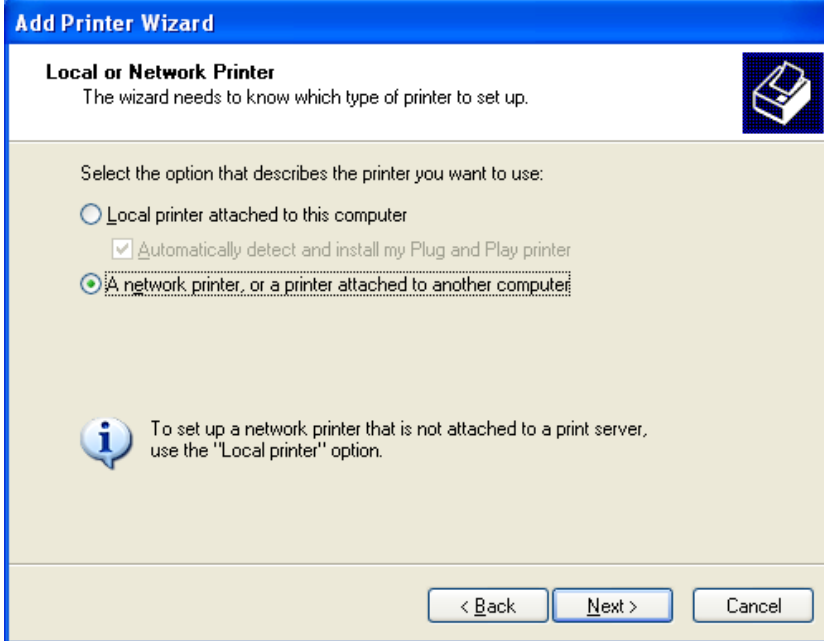 Add Printer Wizard
Local or Network Printer
The wizard needs to know which type of printer to set up.
Select the option that describes the printer you want to use:
Local printer attached to this computer
Automatically detect and install my Plug and Play printer
A network printer, or a printer attached to another computer
To set up a network printer that is not attached to a print server,
use the "Local printer" option.
< Back
Next >
Cancel